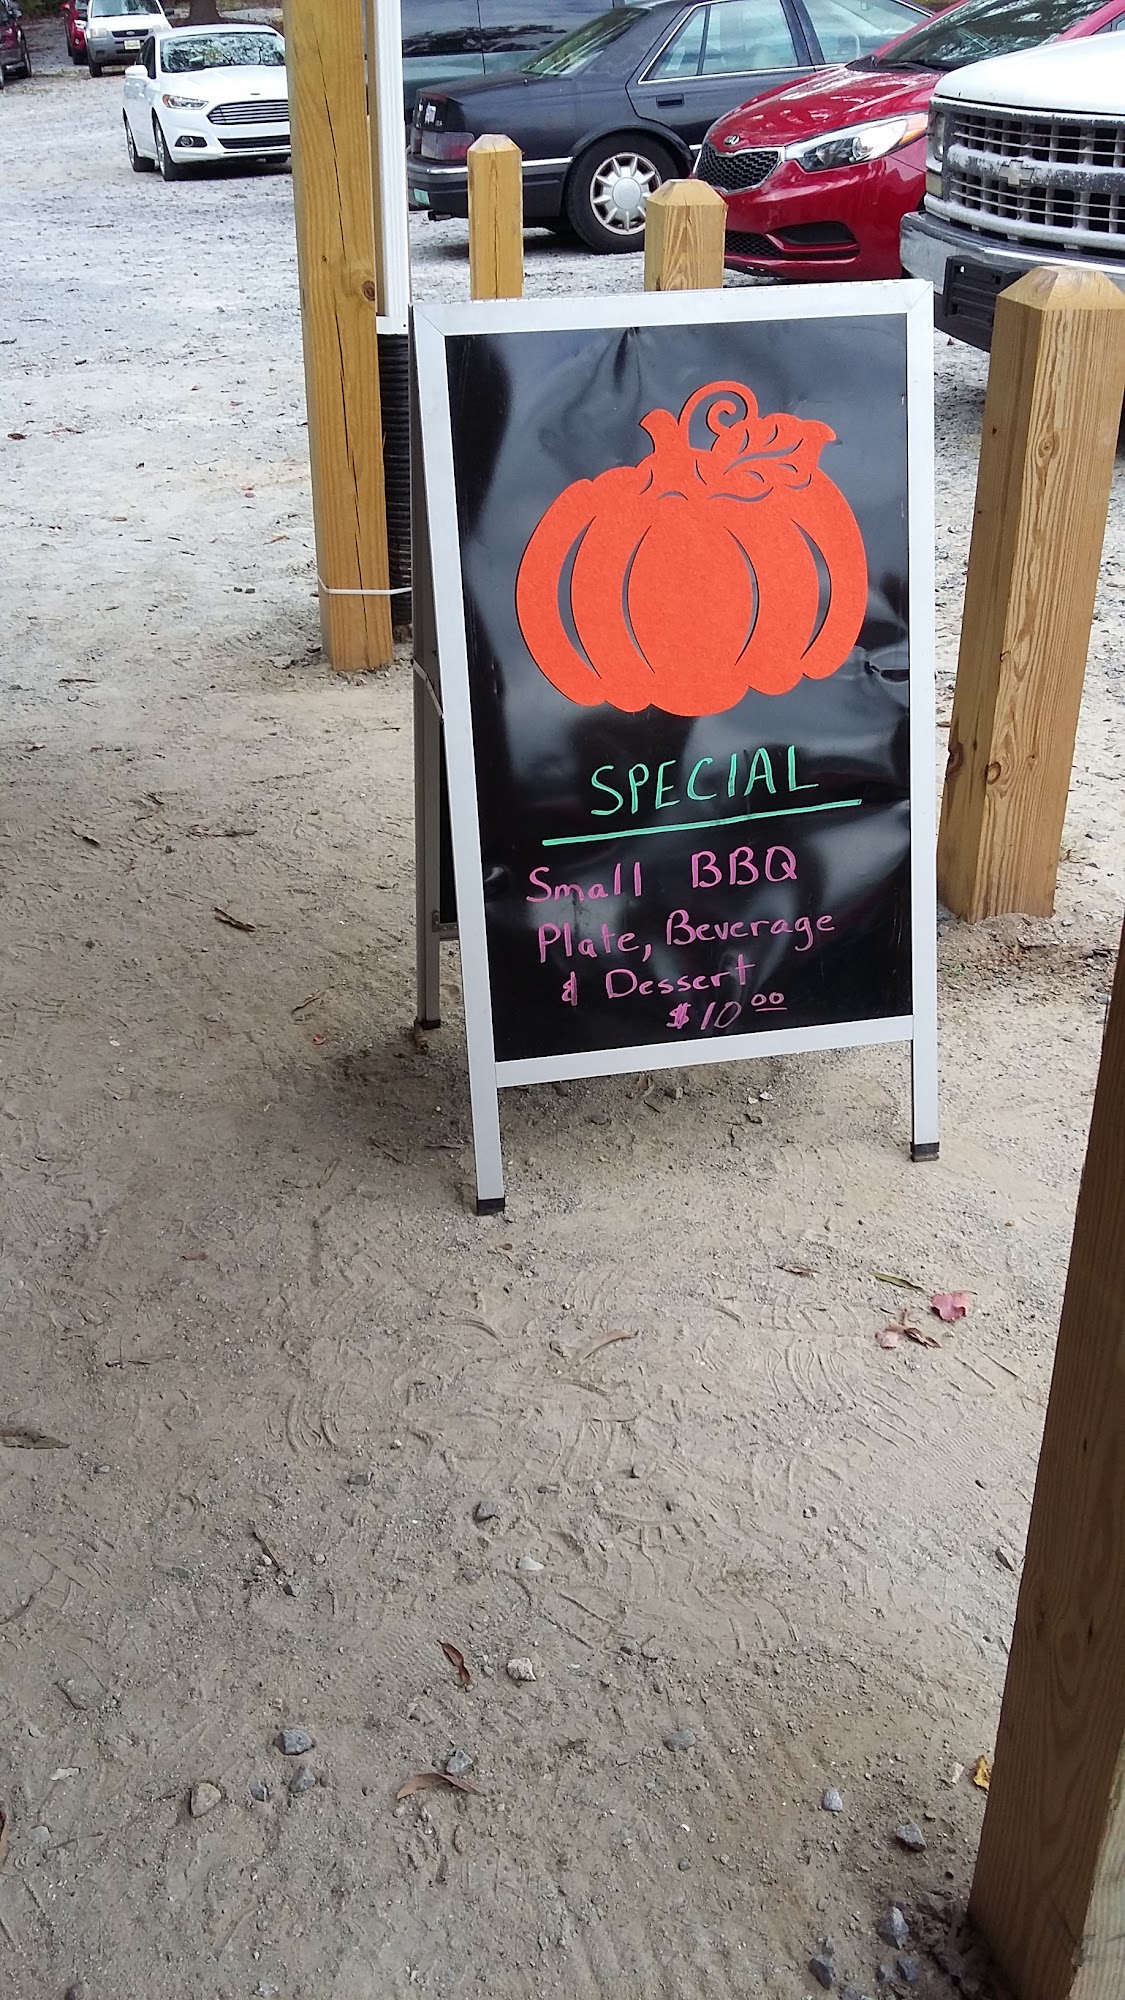 SPECIAL
Small BBQ
Plate, Beverage
& Dessert
$10.00